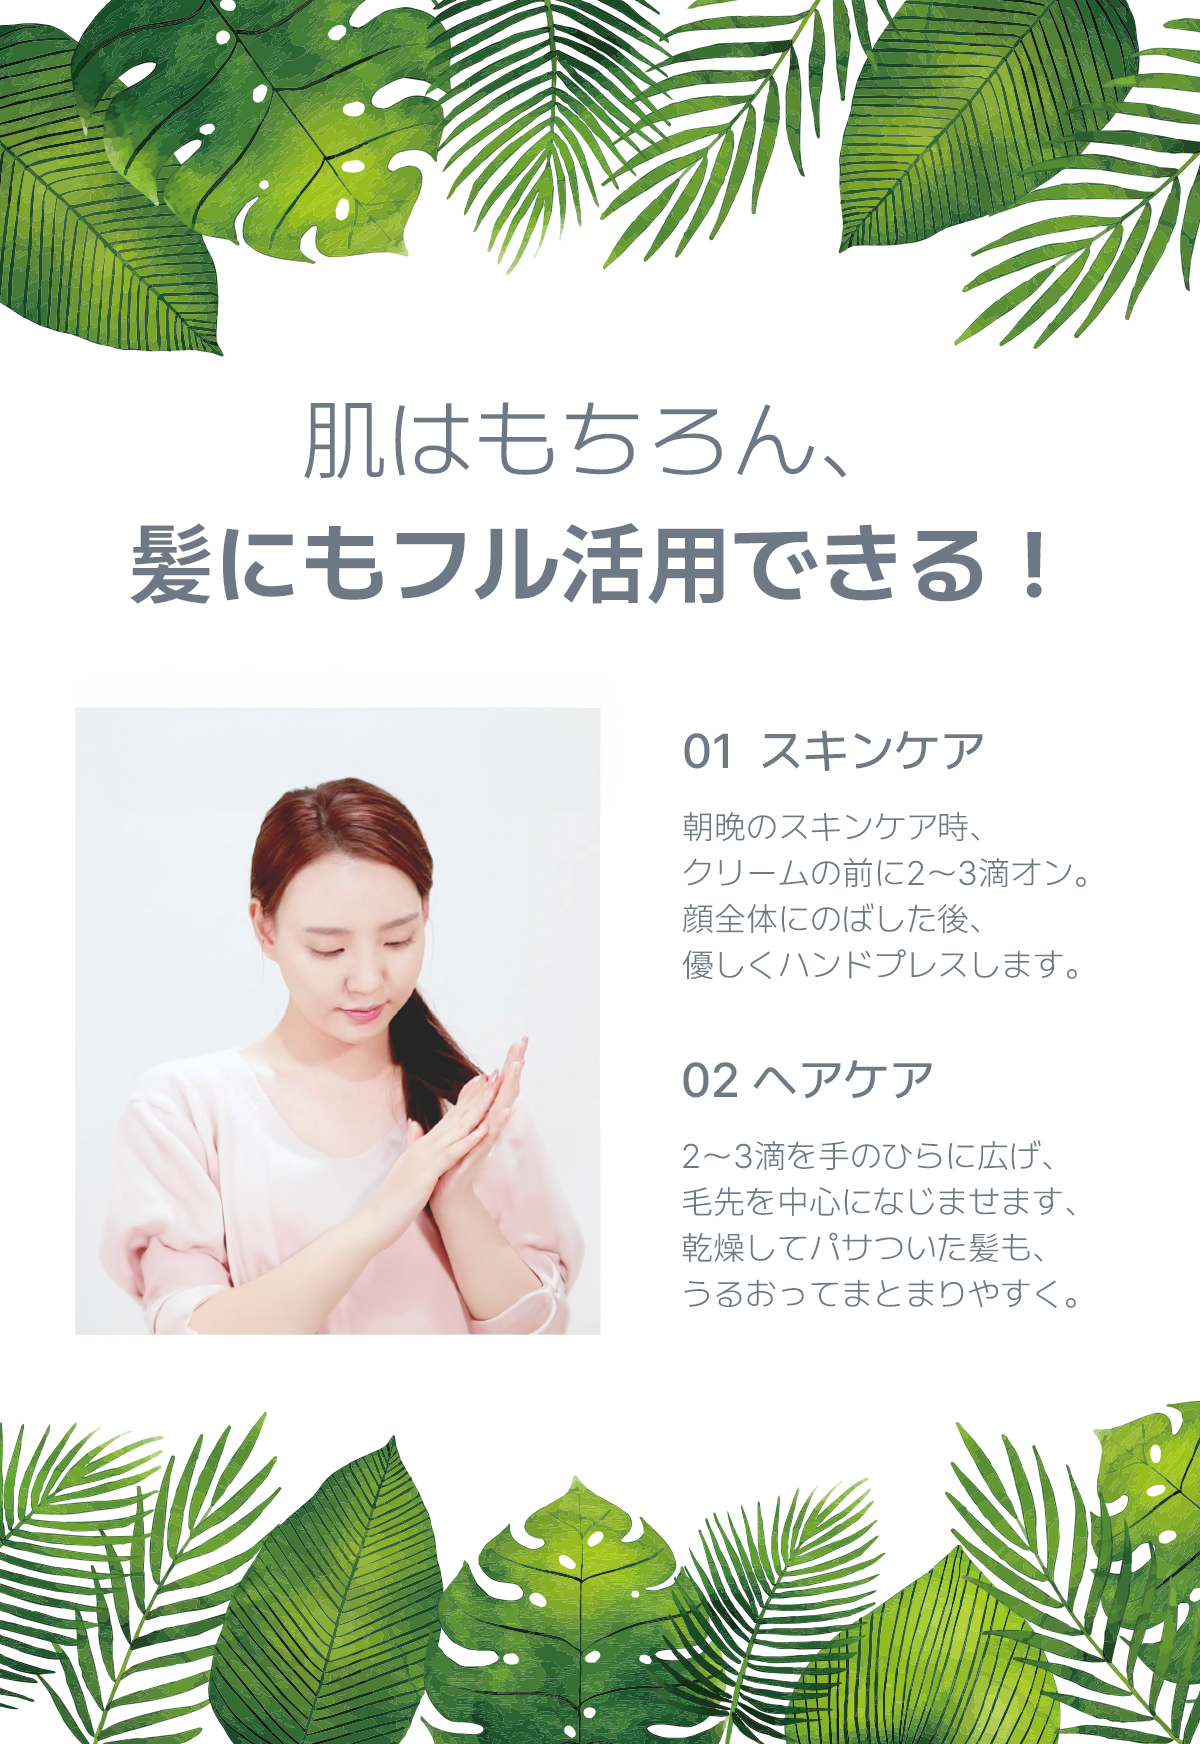 肌はもちろん、
髪にもフル活用できる！
01 スキンケア
朝晩のスキンケア時、
クリームの前に2〜3滴オン。
顔全体にのばした後、
優しくハンドプレスします。
02 ヘアケア
2〜3滴を手のひらに広げ、
毛先を中心になじませます、
乾燥してパサついた髪も、
うるおってまとまりやすく。